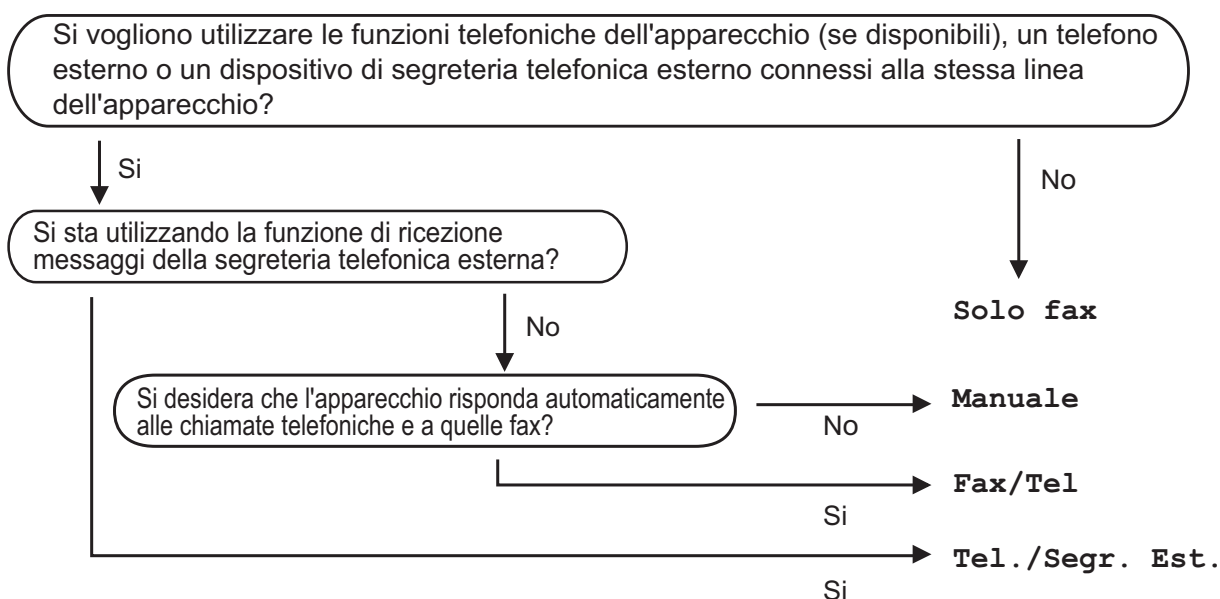 Si vogliono utilizzare le funzioni telefoniche dell'apparecchio (se disponibili), un telefono
esterno o un dispositivo di segreteria telefonica esterno connessi alla stessa linea
dell'apparecchio?
Si
No
Si sta utilizzando la funzione di ricezione
messaggi della segreteria telefonica esterna?
Solo fax
No
Si desidera che l'apparecchio risponda automaticamente
alle chiamate telefoniche e a quelle fax?
No
Manuale
Fax/Tel
Si
Tel./Segr. Est.
Si